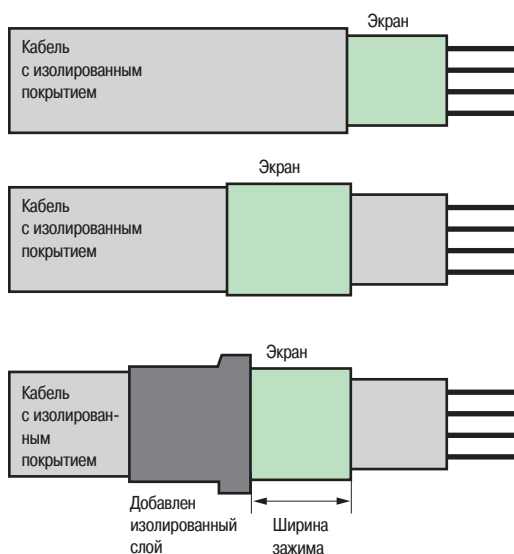 Экран
Кабель
с изолированным
покрытием
Экран
Кабель
с изолированным
покрытием
Экран
Кабель
с изолирован-
ным
покрытием
Добавлен
изолированный
слой
Ширина
зажима